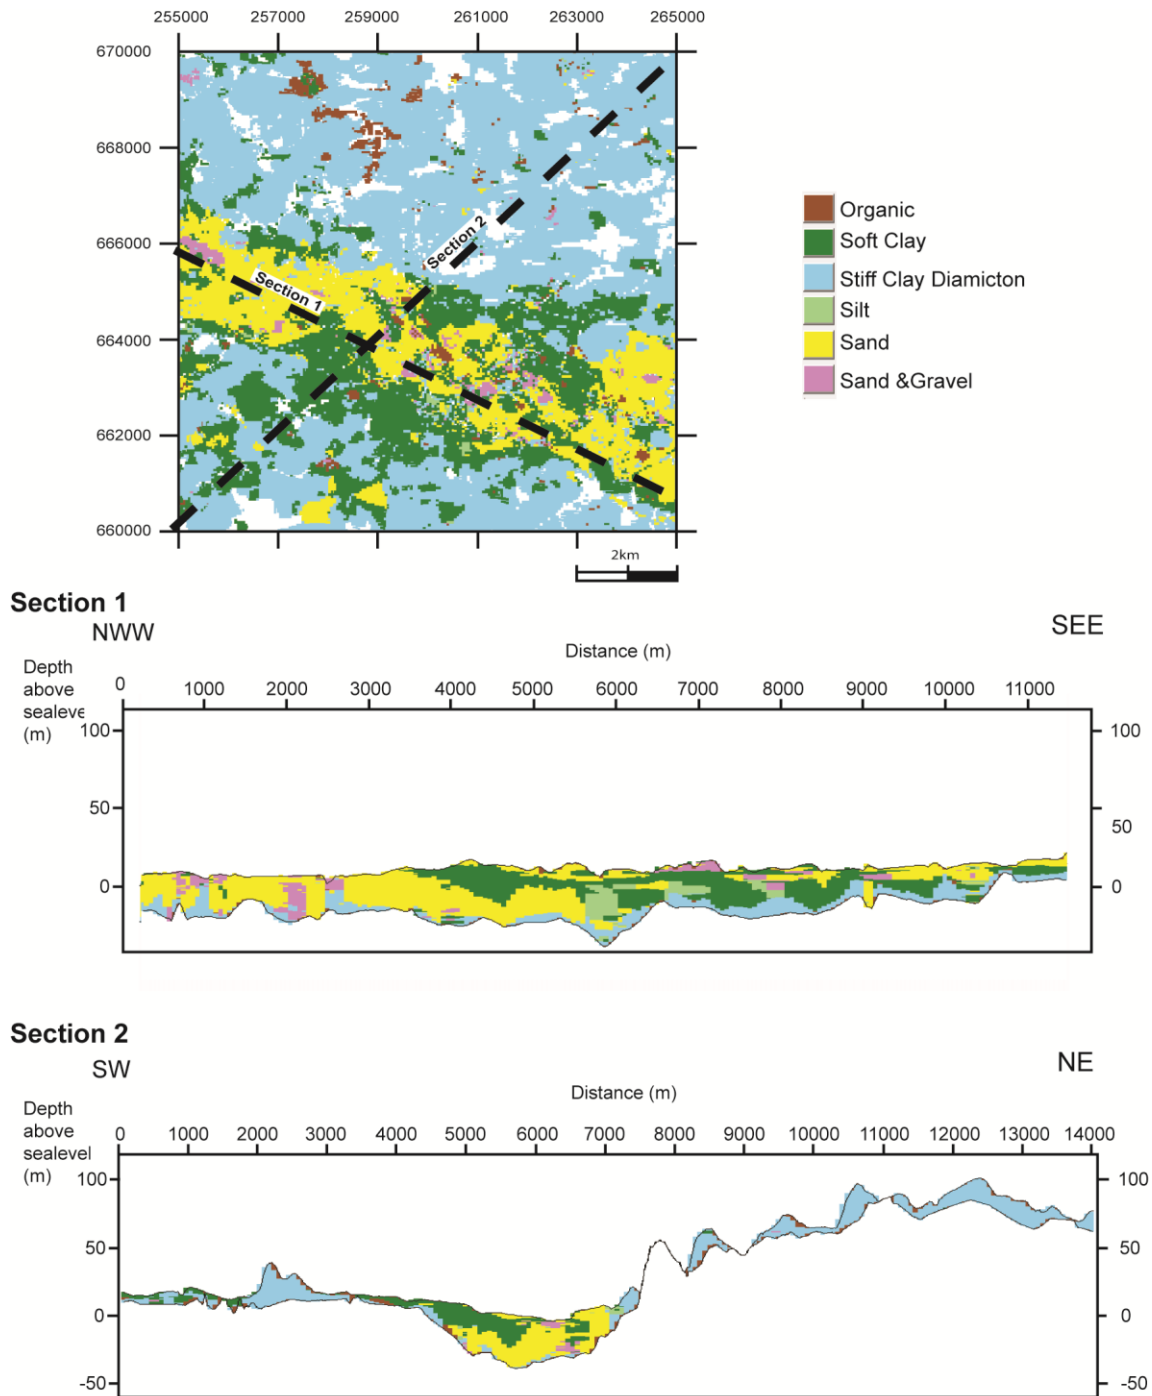 255000 257000 259000 261000 263000 265000
670000
668000
666000
664000
662000
660000
Section 1
Section 2
2km
Organic
Soft Clay
Stiff Clay Diamicton
Silt
Sand
Sand &Gravel
Section 1
NWW
SEE
Distance (m)
Depth
above
sealeve
(m)
0 1000 2000 3000 4000 5000 6000 7000 8000 9000 10000 11000
100
50
0
100
50
0
Section 2
SW
NE
Distance (m)
Depth
above
sealevel
(m)
0 1000 2000 3000 4000 5000 6000 7000 8000 9000 10000 11000 12000 13000 14000
100
50
0
-50
100
50
0
-50